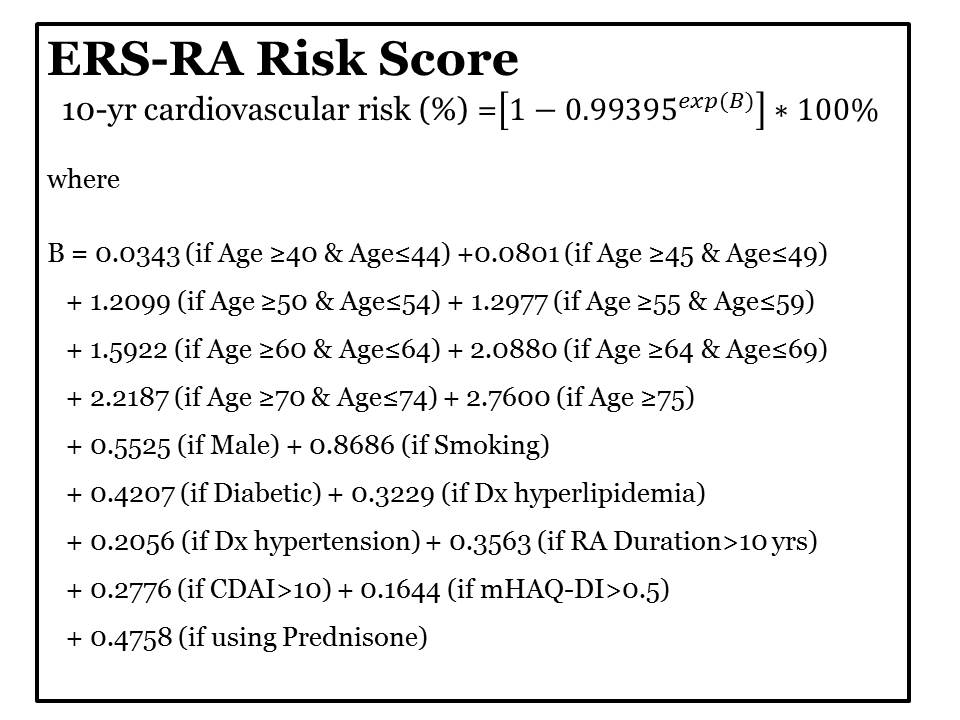 ERS-RA Risk Score
10-yr cardiovascular risk (%) =[1 − 0.99395^{exp(B)}] ∗ 100%
where
B = 0.0343 (if Age ≥40 & Age≤44) +0.0801 (if Age ≥45 & Age≤49)
+ 1.2099 (if Age ≥50 & Age≤54) + 1.2977 (if Age ≥55 & Age≤59)
+ 1.5922 (if Age ≥60 & Age≤64) + 2.0880 (if Age ≥64 & Age≤69)
+ 2.2187 (if Age ≥70 & Age≤74) + 2.7600 (if Age ≥75)
+ 0.5525 (if Male) + 0.8686 (if Smoking)
+ 0.4207 (if Diabetic) + 0.3229 (if Dx hyperlipidemia)
+ 0.2056 (if Dx hypertension) + 0.3563 (if RA Duration>10 yrs)
+ 0.2776 (if CDAI>10) + 0.1644 (if mHAQ-DI>0.5)
+ 0.4758 (if using Prednisone)